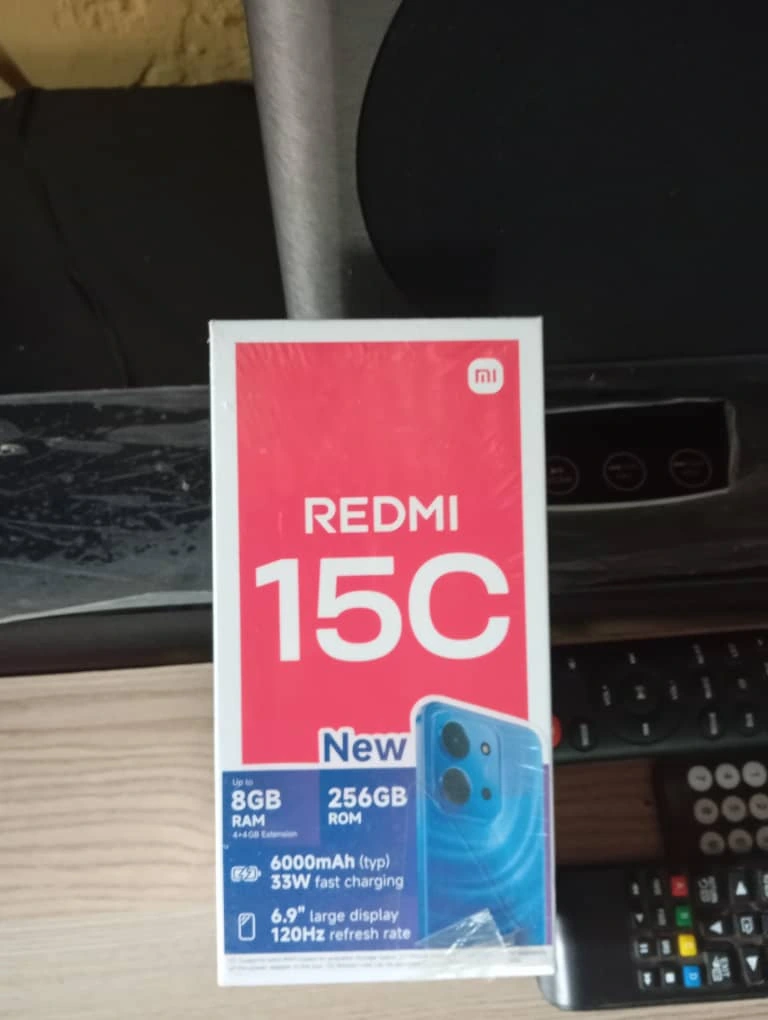 mi
REDMI
15C
New
Up to
8GB
RAM
4+4GB Extension
256GB
ROM
6000mAh (typ)
33W fast charging
6.9" large display
120Hz refresh rate
EXIT